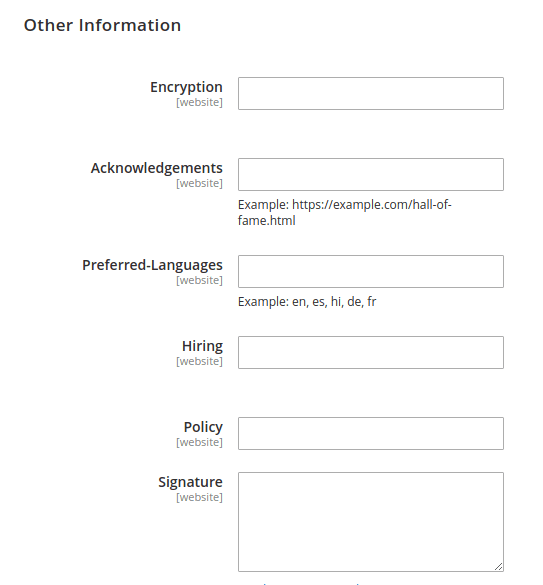 Other Information
Encryption
[website]
Acknowledgements
[website]
Example: https://example.com/hall-of-
fame.html
Preferred-Languages
[website]
Example: en, es, hi, de, fr
Hiring
[website]
Policy
[website]
Signature
[website]